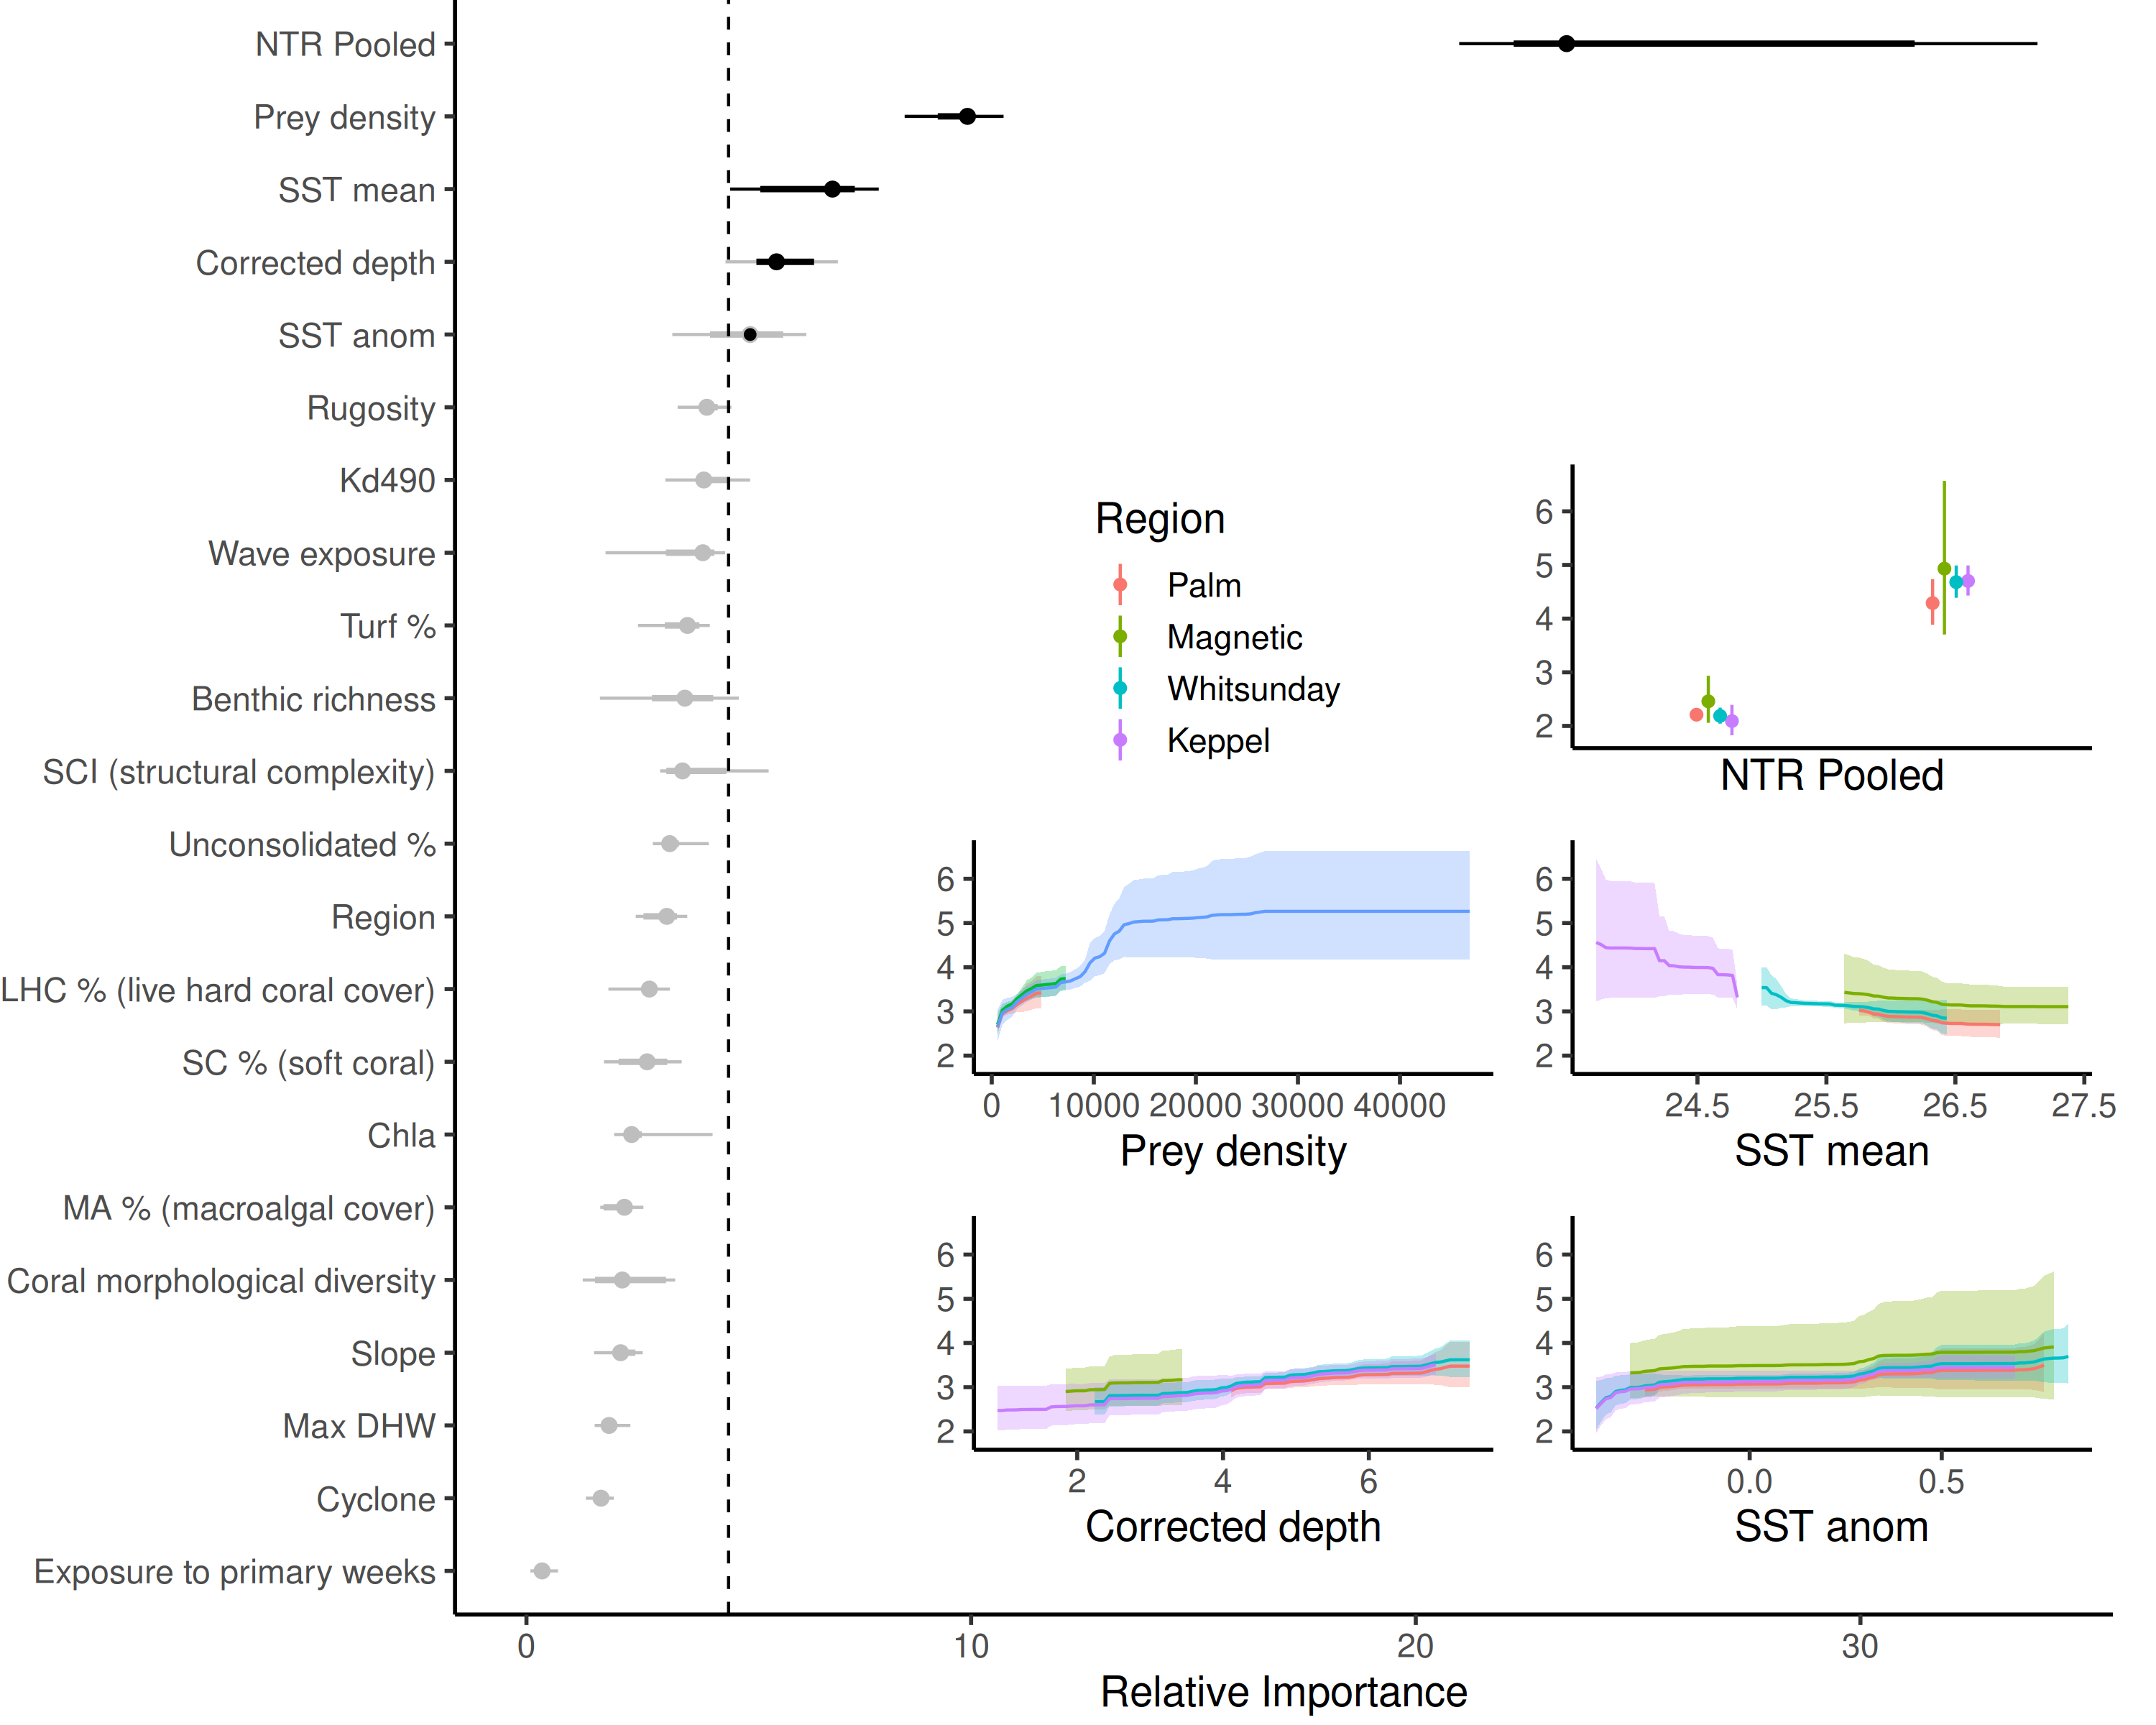 NTR Pooled
Prey density
SST mean
Corrected depth
SST anom
Rugosity
Kd490
Wave exposure
Turf %
Benthic richness
SCI (structural complexity)
Unconsolidated %
Region
LHC % (live hard coral cover)
SC % (soft coral)
Chla
MA % (macroalgal cover)
Coral morphological diversity
Slope
Max DHW
Cyclone
Exposure to primary weeks
0 10 20 30
Relative Importance
Region
Palm
Magnetic
Whitsunday
Keppel
6
5
4
3
2
NTR Pooled
6
5
4
3
2
0 10000 20000 30000 40000
Prey density
6
5
4
3
2
24.5 25.5 26.5 27.5
SST mean
6
5
4
3
2
2 4 6
Corrected depth
6
5
4
3
2
0.0 0.5
SST anom